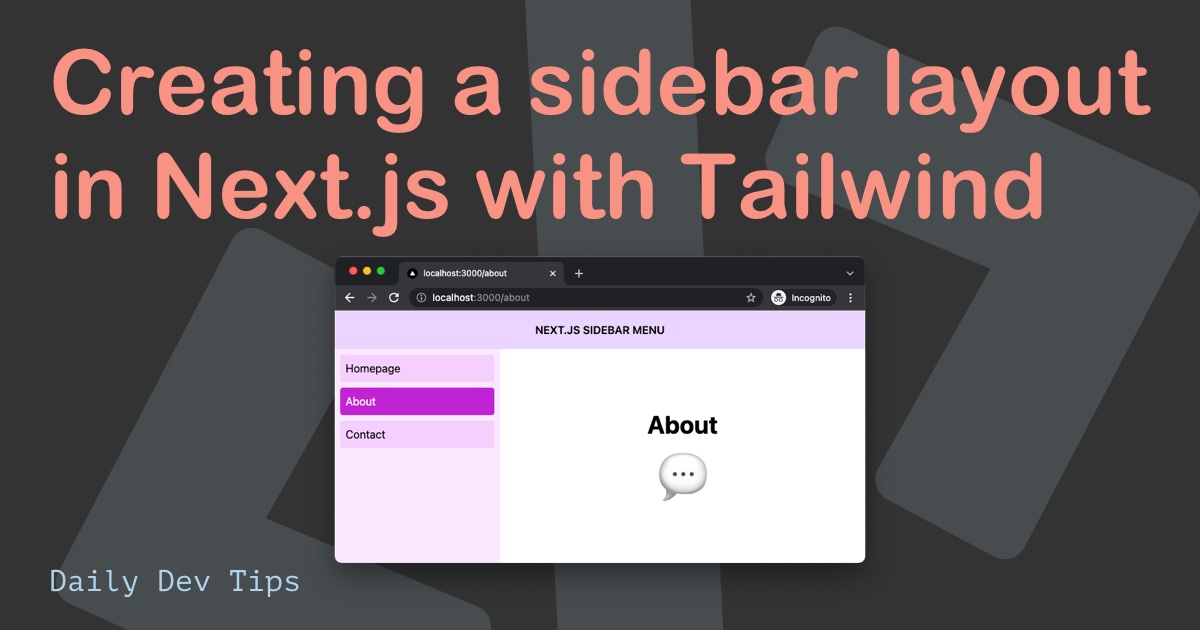 Creating a sidebar layout
in Next.js with Tailwind
localhost:3000/about
localhost:3000/about
Incognito
NEXT.JS SIDEBAR MENU
Homepage
About
Contact
About
Daily Dev Tips